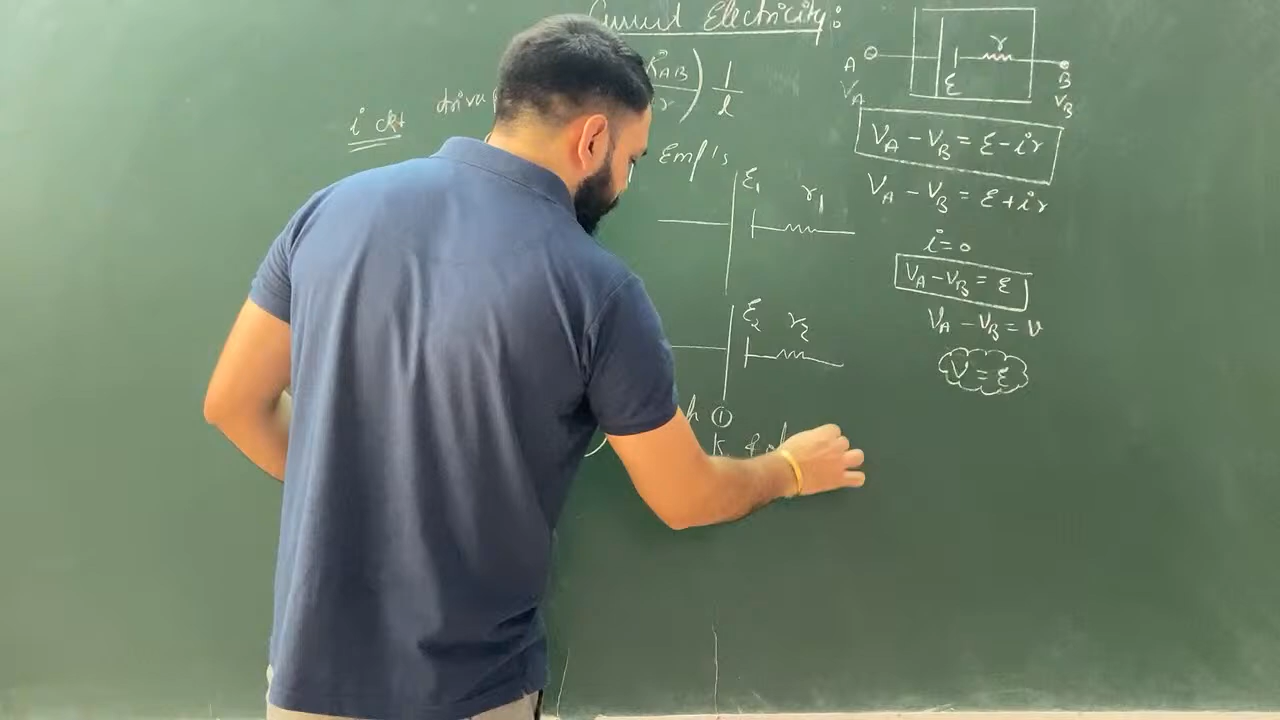 Current Electricity:
R_AB
r) 1/l
i° ckt
Emf's
ε₁ r₁
ε₂ r₂
①
A ε r B
V_A V_B
V_A - V_B = ε - ir
V_A - V_B = ε + ir
i = 0
V_A - V_B = ε
V_A - V_B = V
V = ε